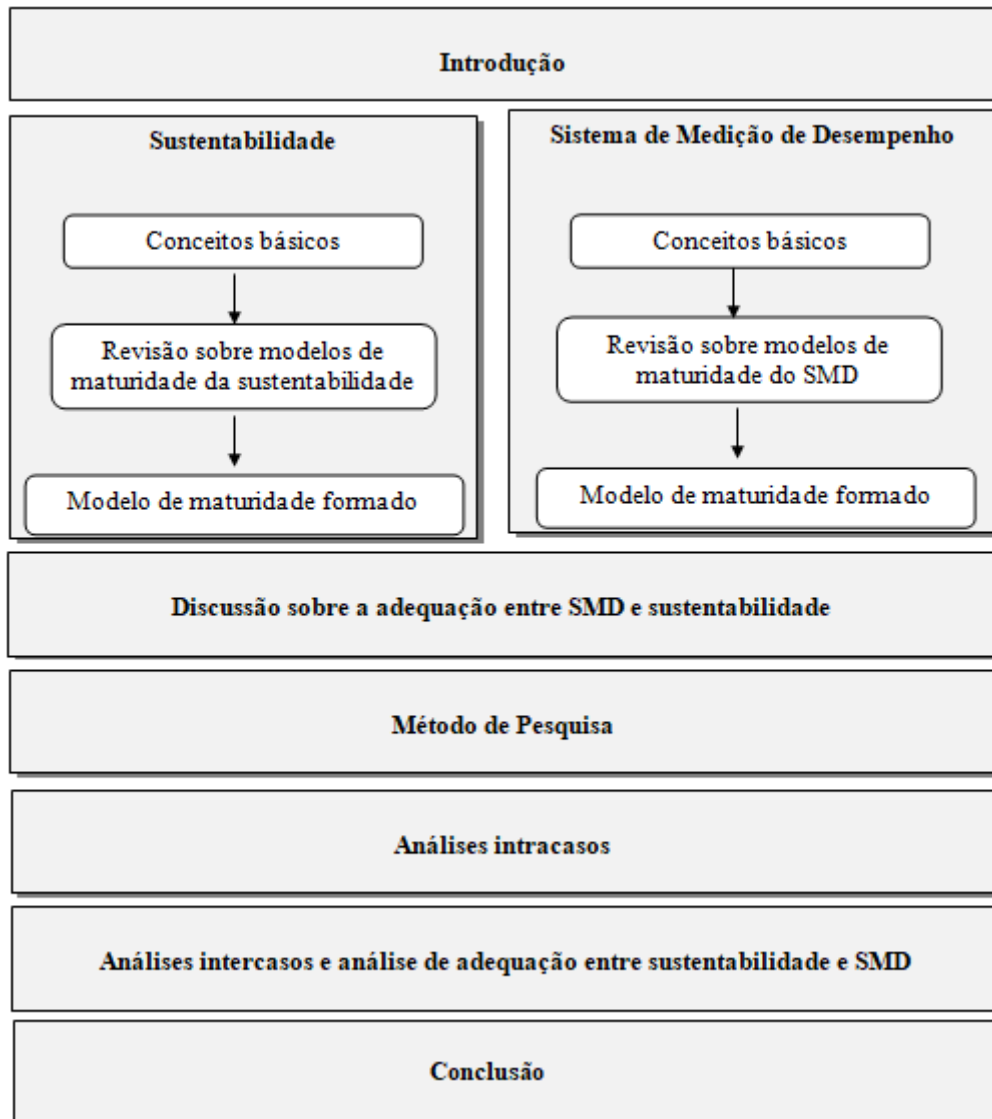 Introdução
Sustentabilidade
Conceitos básicos
Revisão sobre modelos de
maturidade da sustentabilidade
Modelo de maturidade formado
Sistema de Medição de Desempenho
Conceitos básicos
Revisão sobre modelos de
maturidade do SMD
Modelo de maturidade formado
Discussão sobre a adequação entre SMD e sustentabilidade
Método de Pesquisa
Análises intracasos
Análises intercasos e análise de adequação entre sustentabilidade e SMD
Conclusão